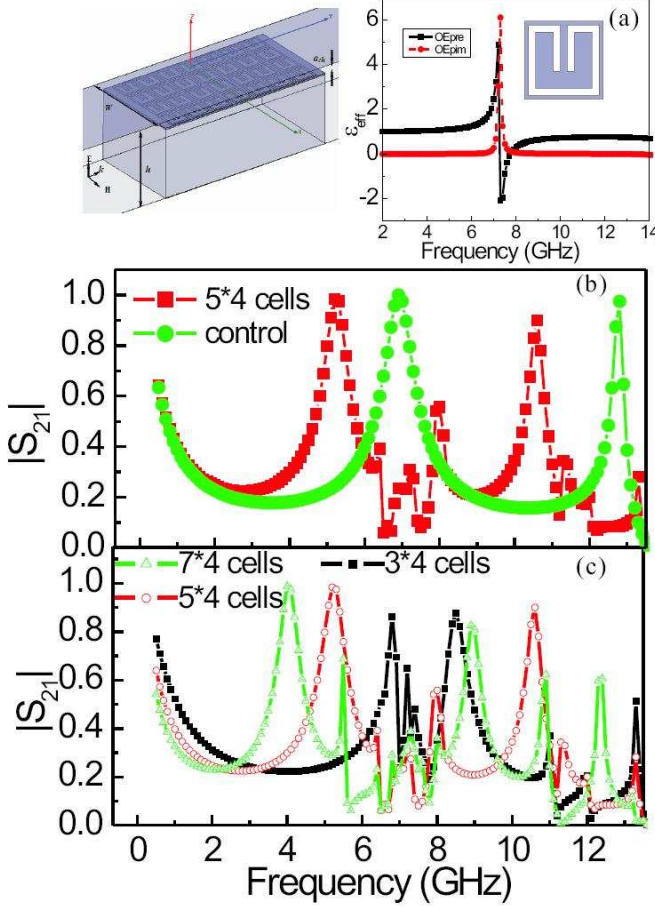 z
w
h
k
H
(a)
OEpre
OEpim
ε_eff
6
4
2
0
-2
2 4 6 8 10 12 14
Frequency (GHz)
(b)
5*4 cells
control
|S21|
1.0
0.8
0.6
0.4
0.2
0.0
(c)
7*4 cells 3*4 cells
5*4 cells
|S21|
1.0
0.8
0.6
0.4
0.2
0.0
0 2 4 6 8 10 12
Frequency (GHz)